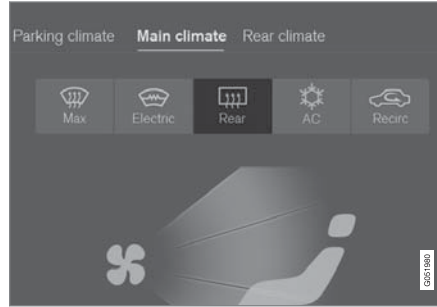 Parking climate Main climate Rear climate
Max Electric Rear AC Recirc
G051980